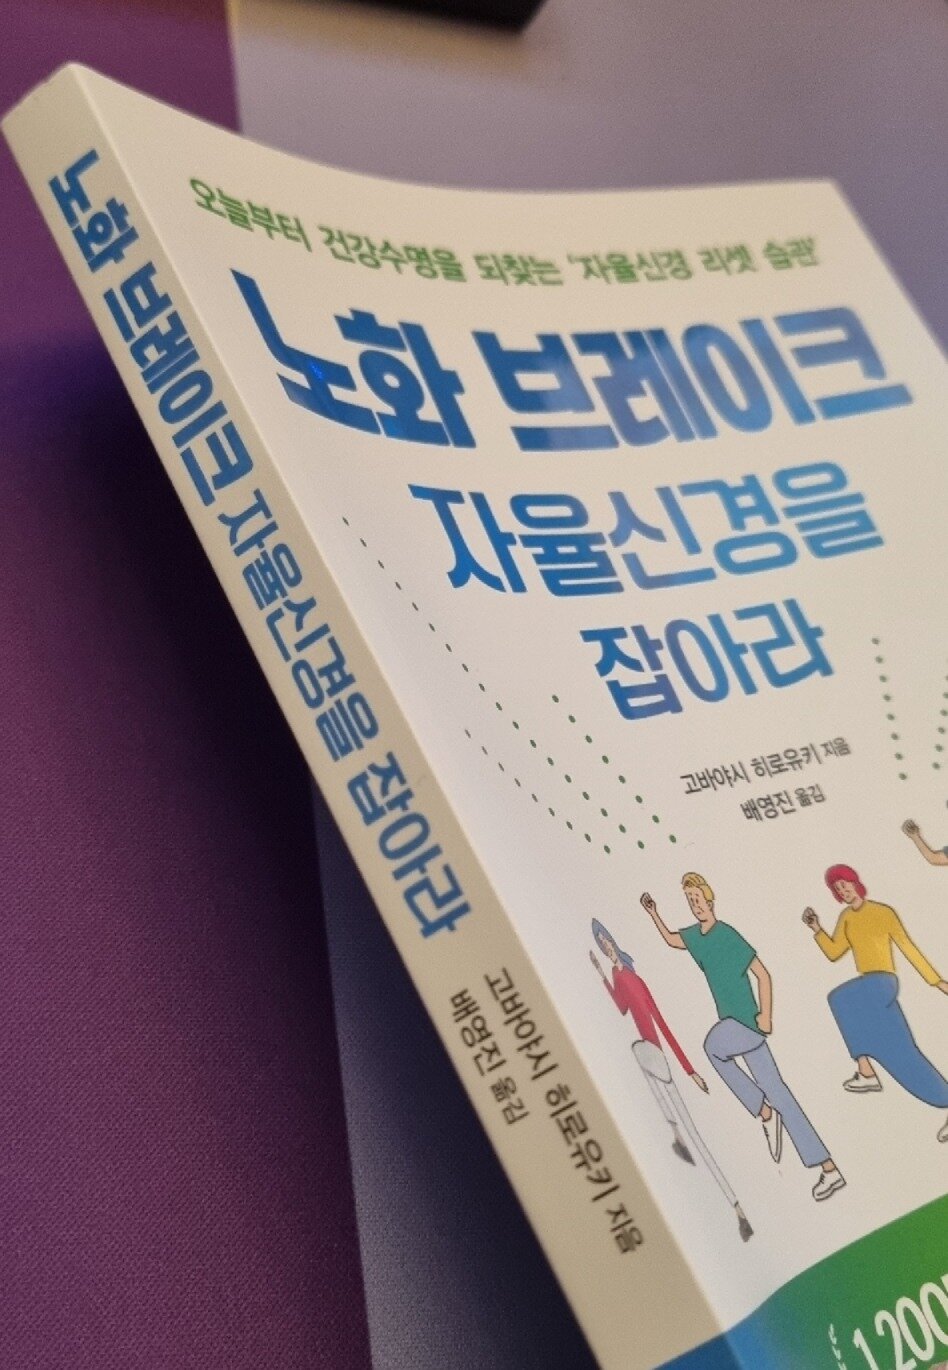 노화 브레이크 자율신경을 잡아라
고바야시 히로유키 지음
배영진 옮김
오늘부터 건강수명을 되찾는 '자율신경 리셋 습관'
노화 브레이크
자율신경을
잡아라
고바야시 히로유키 지음
배영진 옮김